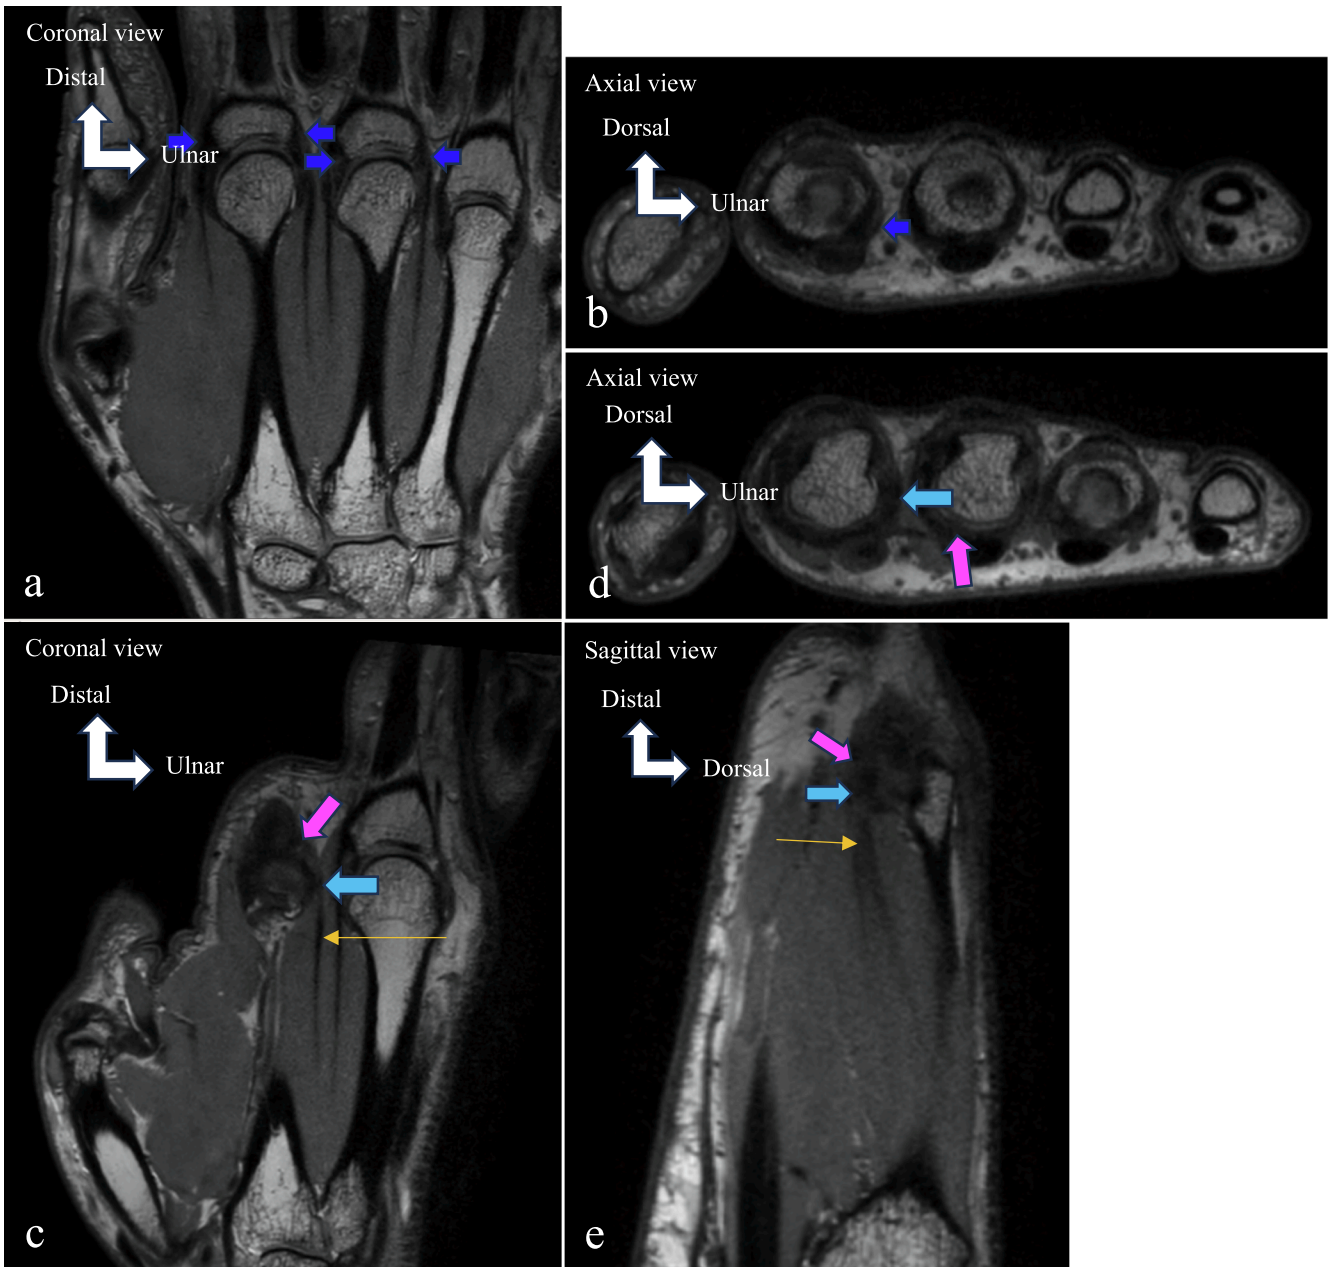 Coronal view
Distal
Ulnar
a
Axial view
Dorsal
Ulnar
b
Axial view
Dorsal
Ulnar
d
Coronal view
Distal
Ulnar
c
Sagittal view
Distal
Dorsal
e